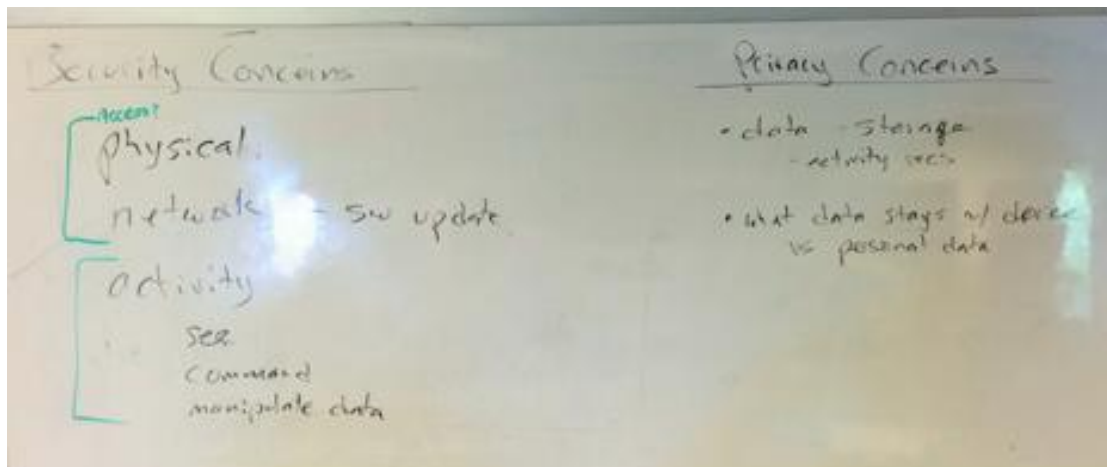 Security Concerns
Access?
physical
network - sw update
activity
see
command
manipulate data
Privacy Concerns
• data - storage
- activity
• what data stays w/ device
vs personal data